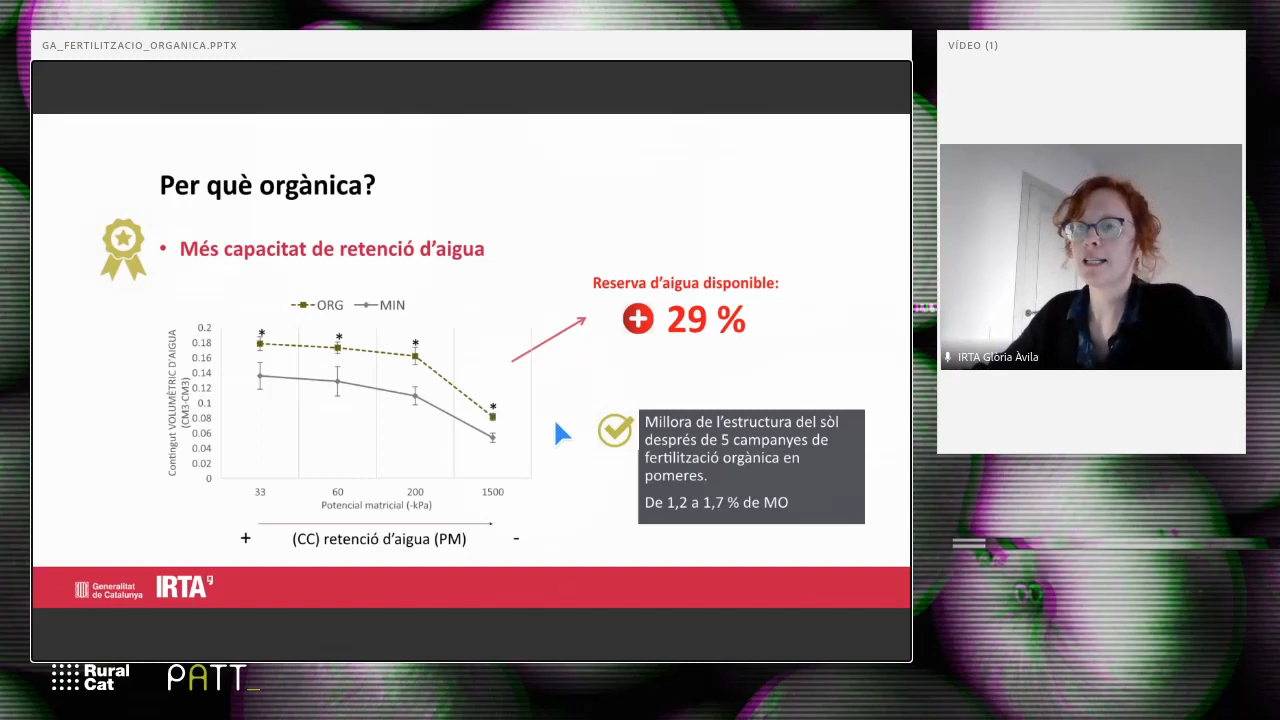 GA_FERTILITZACIO_ORGANICA.PPTX
VÍDEO (1)
Per què orgànica?
• Més capacitat de retenció d'aigua
Reserva d'aigua disponible:
+ 29 %
ORG MIN
Contingut VOLUMÈTRIC D'AIGUA
(CM3·CM3)
0.2
0.18
0.16
0.14
0.12
0.1
0.08
0.06
0.04
0.02
0
* * * *
33 60 200 1500
Potencial matricial (-kPa)
+ (CC) retenció d'aigua (PM) -
Millora de l'estructura del sòl
després de 5 campanyes de
fertilització orgànica en
pomeres.
De 1,2 a 1,7 % de MO
IRTA Glòria Àvila
Generalitat
de Catalunya
IRTA
Rural
Cat
PATT_